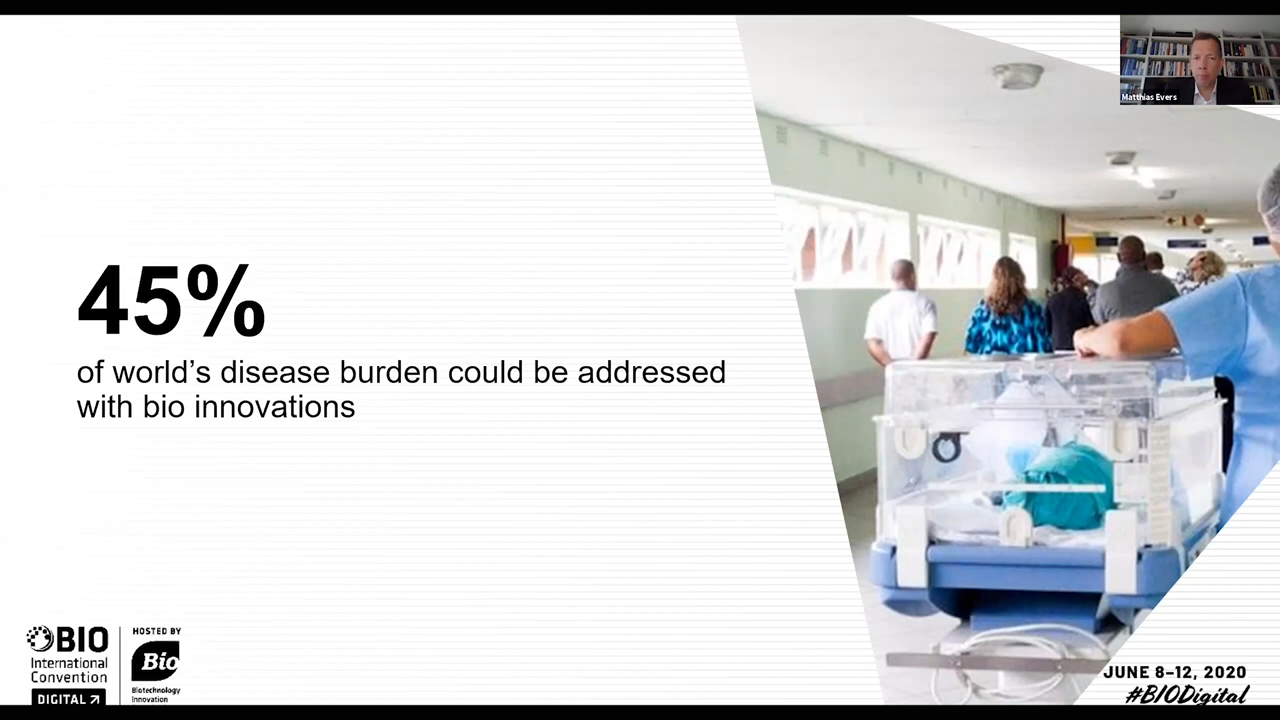 Matthias Evers
45%
of world's disease burden could be addressed
with bio innovations
BIO
International
Convention
DIGITAL
HOSTED BY
Bio
Biotechnology
Innovation
JUNE 8–12, 2020
#BIODigital